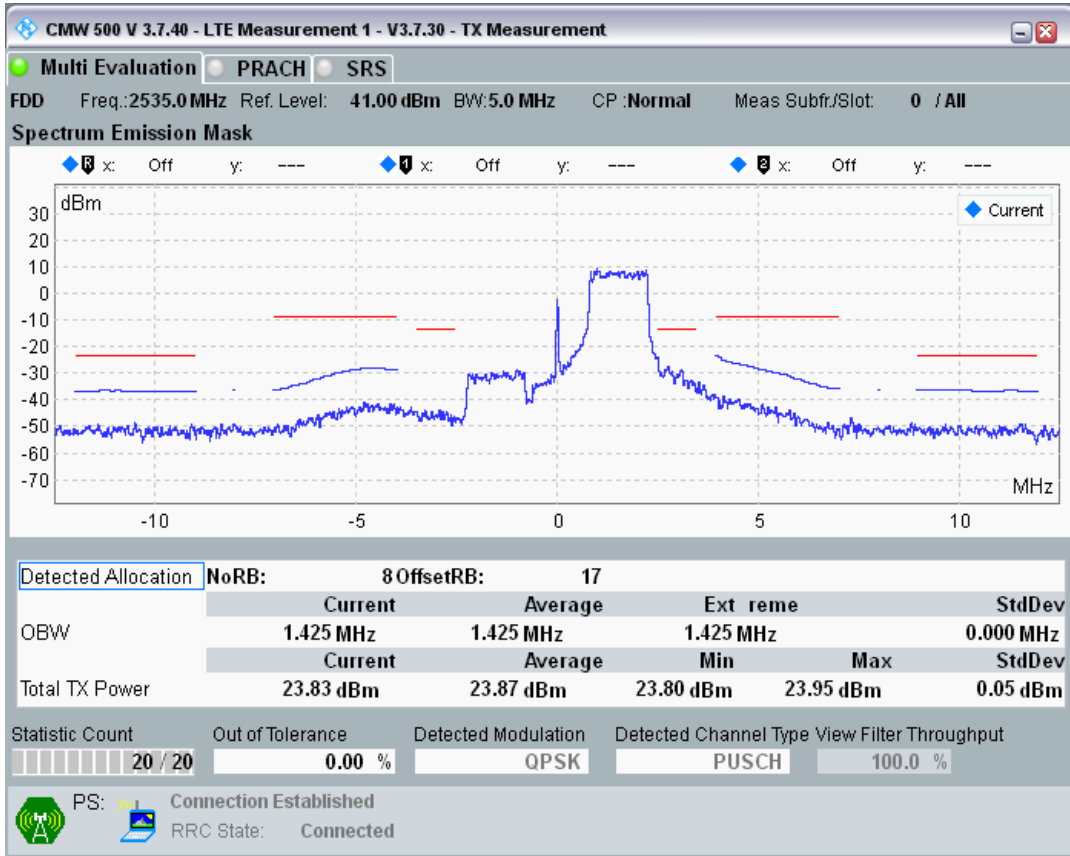 CMW 500 V 3.7.40 - LTE Measurement 1 - V3.7.30 - TX Measurement
Multi Evaluation PRACH SRS
FDD Freq.:2535.0 MHz Ref. Level: 41.00 dBm BW:5.0 MHz CP :Normal Meas Subfr./Slot: 0 / All
Spectrum Emission Mask
R x: Off y: --- 1 x: Off y: --- 2 x: Off y: ---
dBm
Current
30
20
10
0
-10
-20
-30
-40
-50
-60
-70
MHz
-10 -5 0 5 10
Detected Allocation NoRB: 8 OffsetRB: 17
Current Average Ext reme StdDev
OBW 1.425 MHz 1.425 MHz 1.425 MHz 0.000 MHz
Current Average Min Max StdDev
Total TX Power 23.83 dBm 23.87 dBm 23.80 dBm 23.95 dBm 0.05 dBm
Statistic Count Out of Tolerance Detected Modulation Detected Channel Type View Filter Throughput
20 / 20 0.00 % QPSK PUSCH 100.0 %
PS: Connection Established
RRC State: Connected